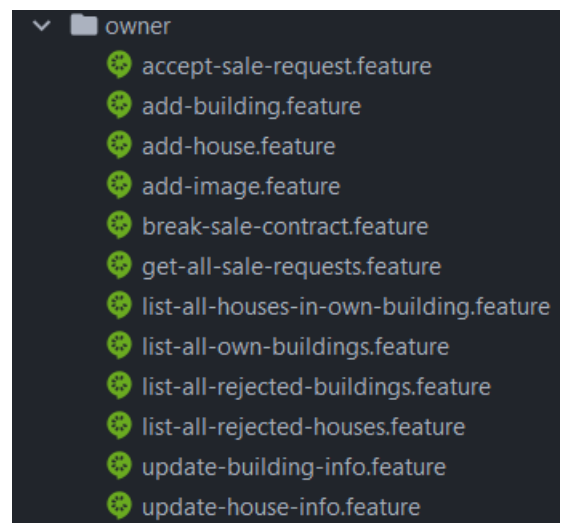 owner
accept-sale-request.feature
add-building.feature
add-house.feature
add-image.feature
break-sale-contract.feature
get-all-sale-requests.feature
list-all-houses-in-own-building.feature
list-all-own-buildings.feature
list-all-rejected-buildings.feature
list-all-rejected-houses.feature
update-building-info.feature
update-house-info.feature